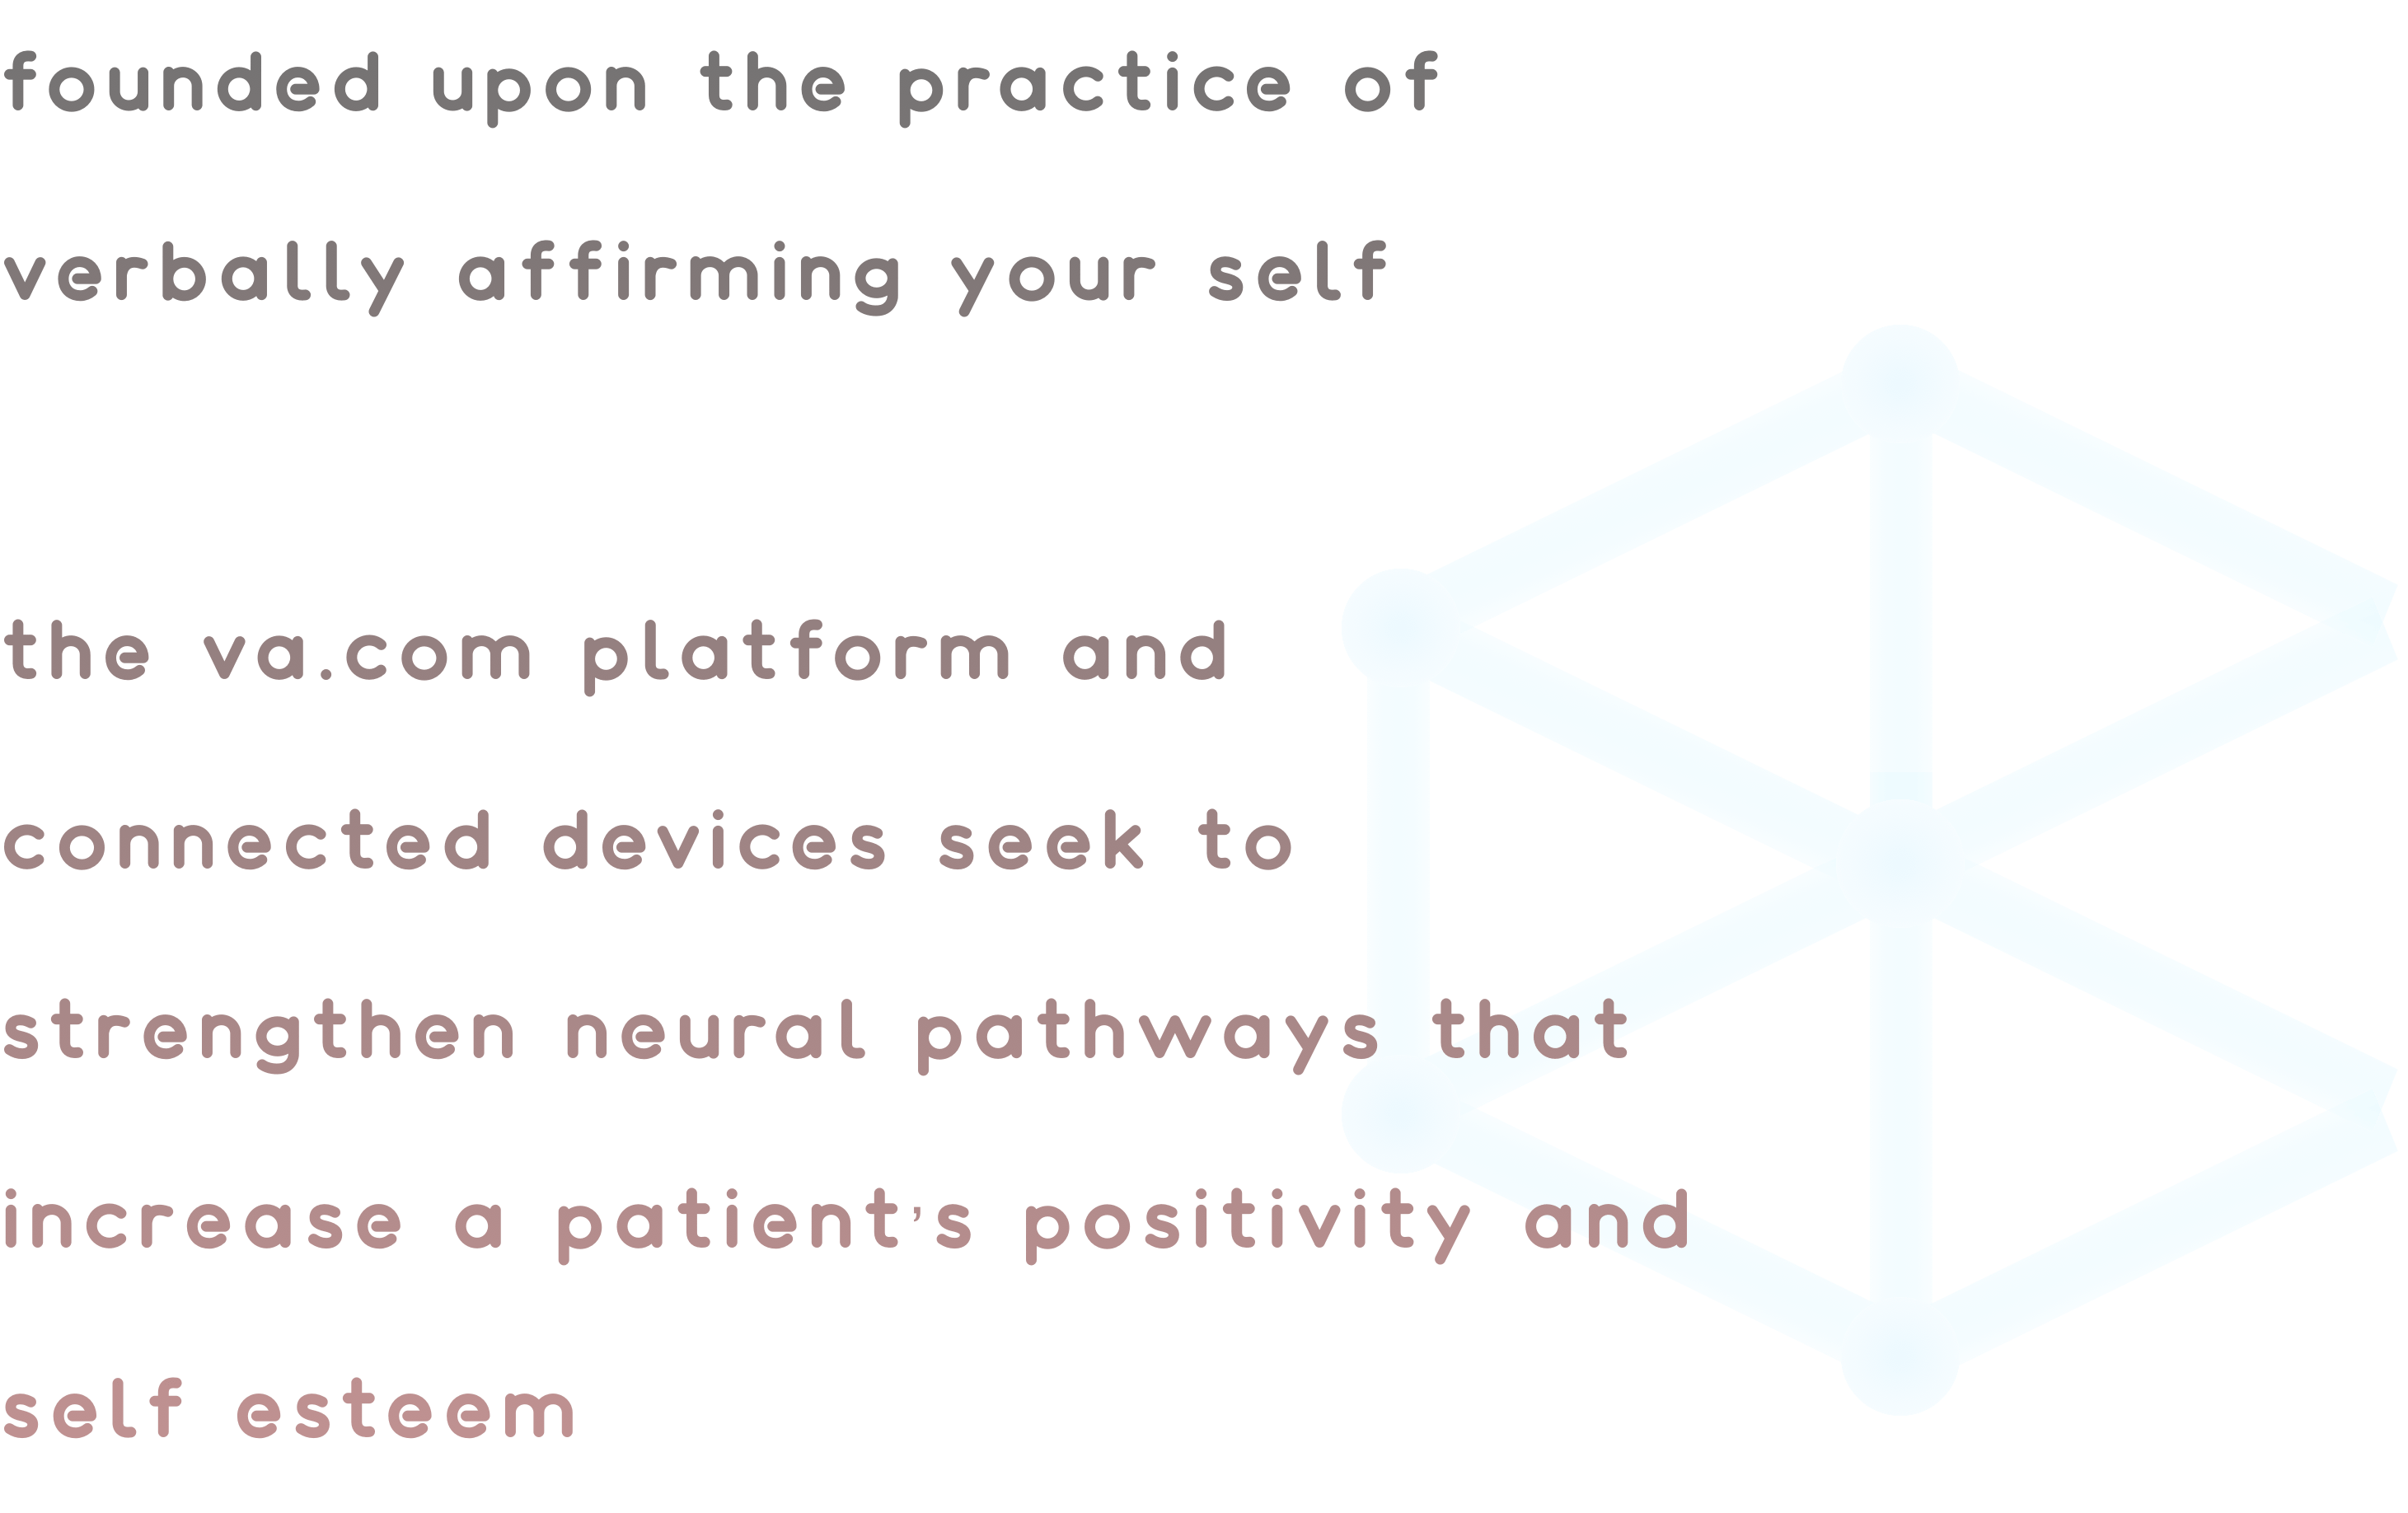 founded upon the practice of
verbally affirming your self
the va.com platform and
connected devices seek to
strengthen neural pathways that
increase a patient's positivity and
self esteem